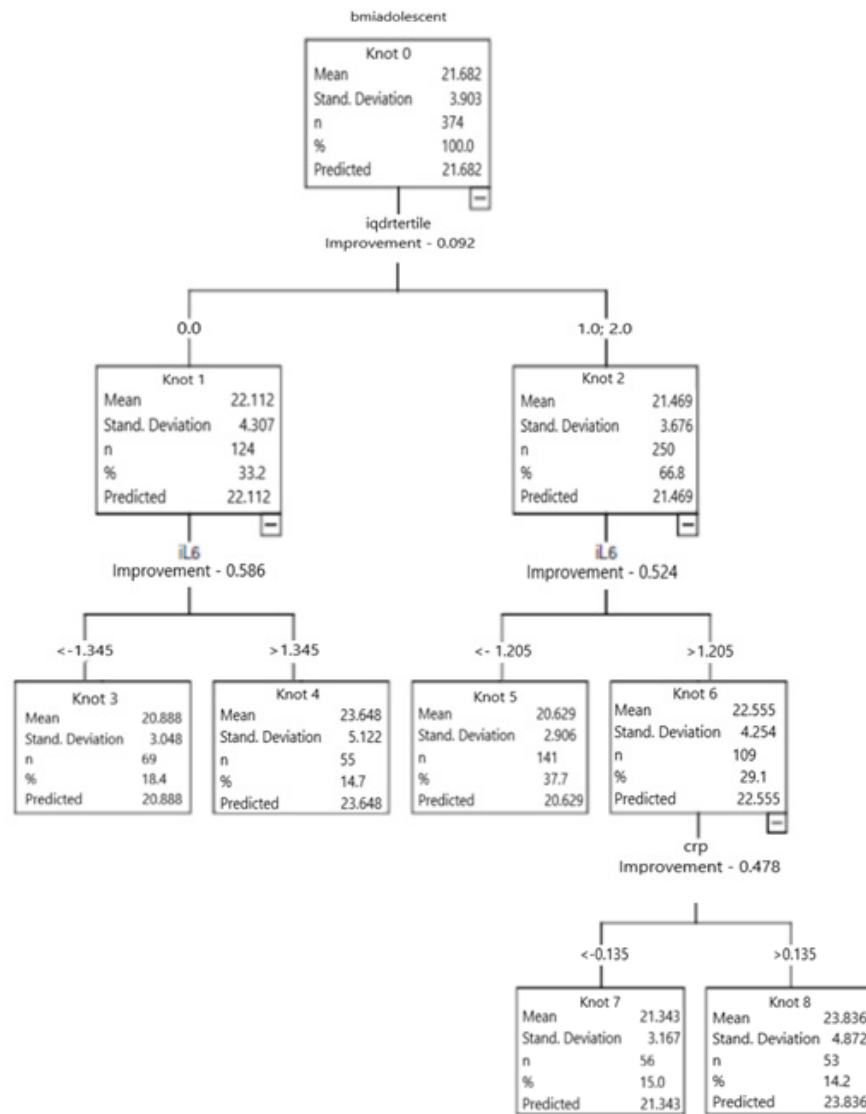 bmiadolescent
Knot 0
Mean 21.682
Stand. Deviation 3.903
n 374
% 100.0
Predicted 21.682
iqdrtertile
Improvement - 0.092
0.0
1.0; 2.0
Knot 1
Mean 22.112
Stand. Deviation 4.307
n 124
% 33.2
Predicted 22.112
Knot 2
Mean 21.469
Stand. Deviation 3.676
n 250
% 66.8
Predicted 21.469
iL6
Improvement - 0.586
iL6
Improvement - 0.524
<-1.345
>1.345
<- 1.205
>1.205
Knot 3
Mean 20.888
Stand. Deviation 3.048
n 69
% 18.4
Predicted 20.888
Knot 4
Mean 23.648
Stand. Deviation 5.122
n 55
% 14.7
Predicted 23.648
Knot 5
Mean 20.629
Stand. Deviation 2.906
n 141
% 37.7
Predicted 20.629
Knot 6
Mean 22.555
Stand. Deviation 4.254
n 109
% 29.1
Predicted 22.555
crp
Improvement - 0.478
<-0.135
>0.135
Knot 7
Mean 21.343
Stand. Deviation 3.167
n 56
% 15.0
Predicted 21.343
Knot 8
Mean 23.836
Stand. Deviation 4.872
n 53
% 14.2
Predicted 23.836